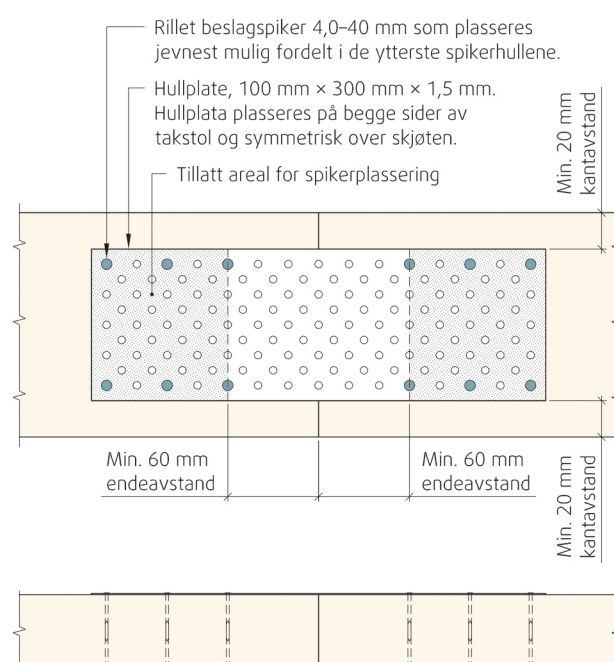 Rillet beslagspiker 4,0–40 mm som plasseres
jevnest mulig fordelt i de ytterste spikerhullene.
Hullplate, 100 mm × 300 mm × 1,5 mm.
Hullplata plasseres på begge sider av
takstol og symmetrisk over skjøten.
Tillatt areal for spikerplassering
Min. 20 mm
kantavstand
Min. 60 mm
endeavstand
Min. 60 mm
endeavstand
Min. 20 mm
kantavstand